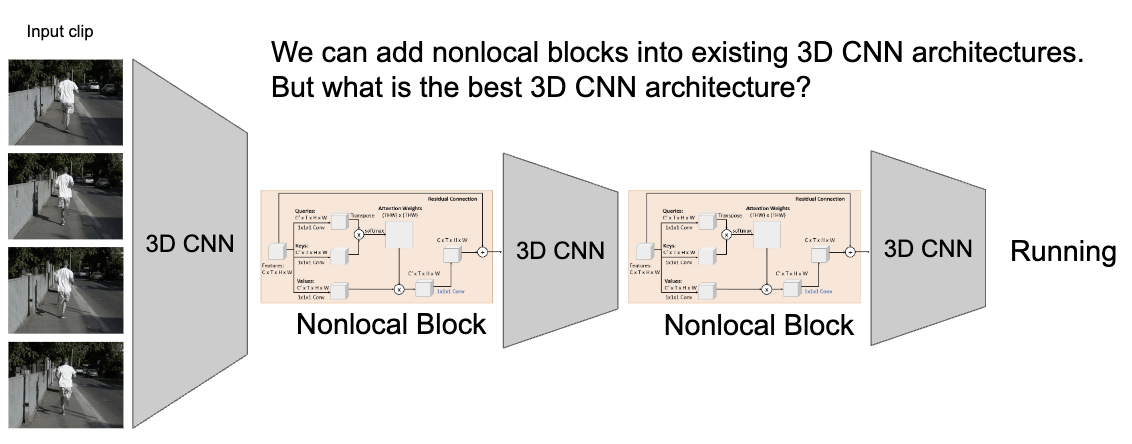 Input clip
We can add nonlocal blocks into existing 3D CNN architectures.
But what is the best 3D CNN architecture?
3D CNN
Residual Connection
Queries:
C' x T x H x W
1x1x1 Conv
Transpose
Attention Weights
(THW) x (THW)
x
softmax
Keys:
C' x T x H x W
1x1x1 Conv
Features:
C x T x H x W
C x T x H x W
+
Values:
C' x T x H x W
1x1x1 Conv
x
C' x T x H x W
1x1x1 Conv
Nonlocal Block
3D CNN
Residual Connection
Queries:
C' x T x H x W
1x1x1 Conv
Transpose
Attention Weights
(THW) x (THW)
x
softmax
Keys:
C' x T x H x W
1x1x1 Conv
Features:
C x T x H x W
C x T x H x W
+
Values:
C' x T x H x W
1x1x1 Conv
x
C' x T x H x W
1x1x1 Conv
Nonlocal Block
3D CNN
Running